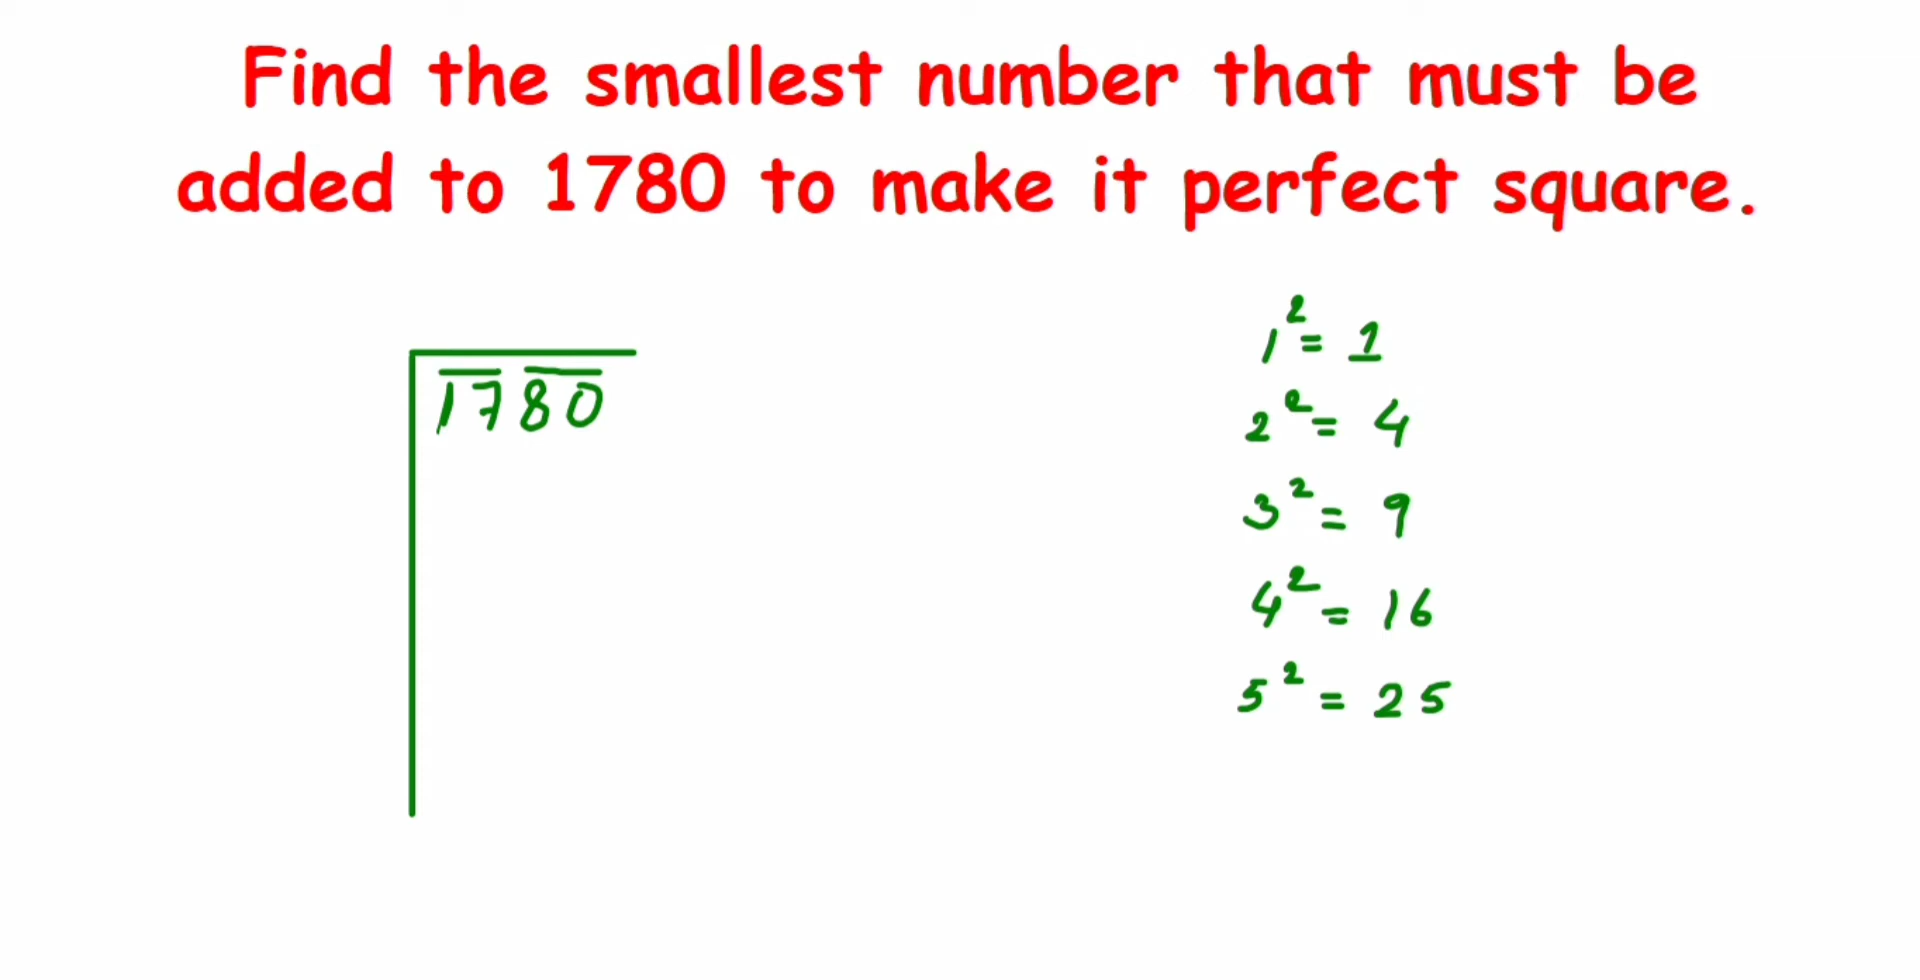 Find the smallest number that must be
added to 1780 to make it perfect square.
1780
1² = 1
2² = 4
3² = 9
4² = 16
5² = 25